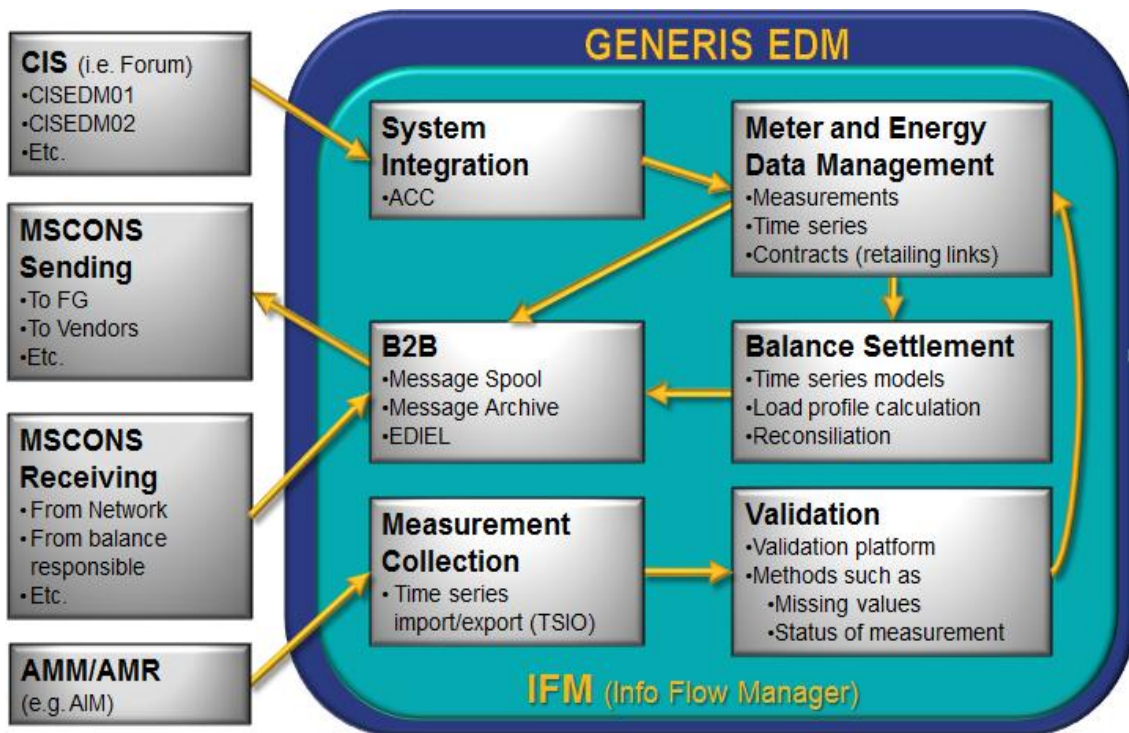 GENERIS EDM
CIS (i.e. Forum)
•CISEDM01
•CISEDM02
•Etc.
MSCONS
Sending
•To FG
•To Vendors
•Etc.
MSCONS
Receiving
• From Network
• From balance
responsible
• Etc.
AMM/AMR
(e.g. AIM)
System
Integration
•ACC
Meter and Energy
Data Management
•Measurements
•Time series
•Contracts (retailing links)
B2B
•Message Spool
•Message Archive
•EDIEL
Balance Settlement
•Time series models
•Load profile calculation
•Reconsiliation
Measurement
Collection
• Time series
import/export (TSIO)
Validation
•Validation platform
•Methods such as
•Missing values
•Status of measurement
IFM (Info Flow Manager)